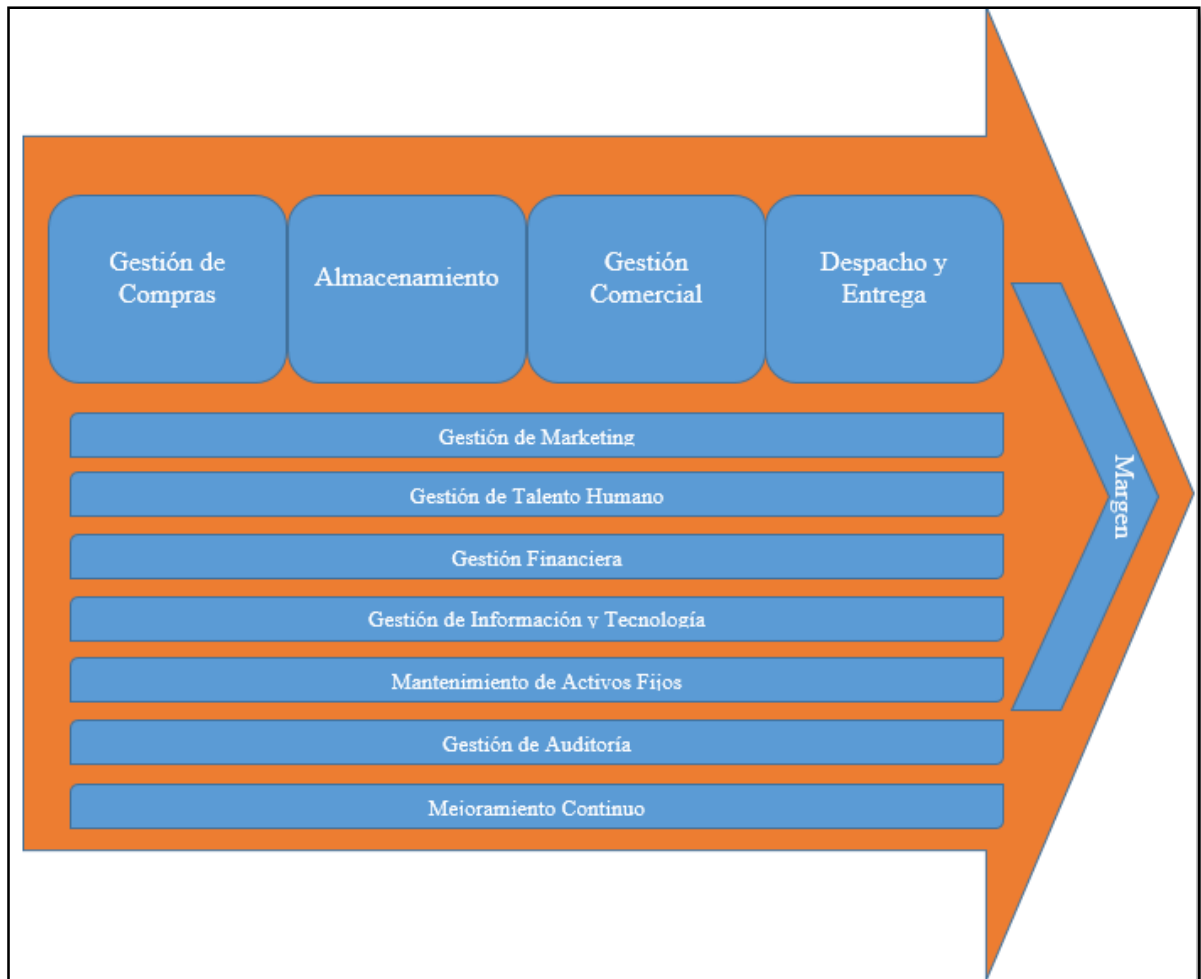 Gestión de
Compras
Almacenamiento
Gestión
Comercial
Despacho y
Entrega
Gestión de Marketing
Gestión de Talento Humano
Gestión Financiera
Gestión de Información y Tecnología
Mantenimiento de Activos Fijos
Gestión de Auditoría
Mejoramiento Continuo
Margen